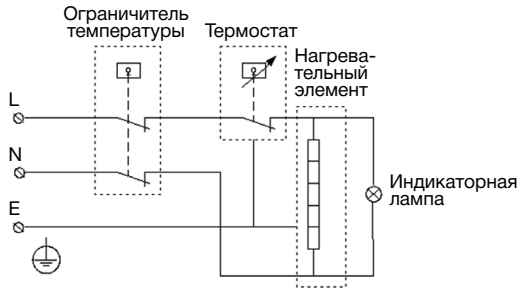 Ограничитель
температуры
Термостат
Нагрева-
тельный
элемент
L
N
E
Индикаторная
лампа